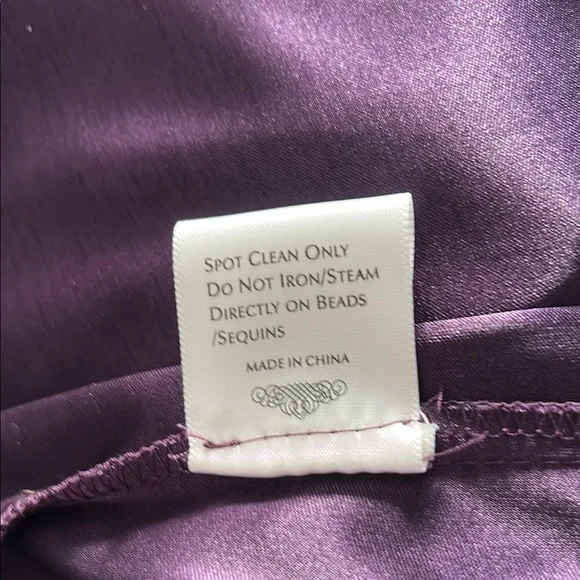 SPOT CLEAN ONLY
DO NOT IRON/STEAM
DIRECTLY ON BEADS
/SEQUINS
MADE IN CHINA